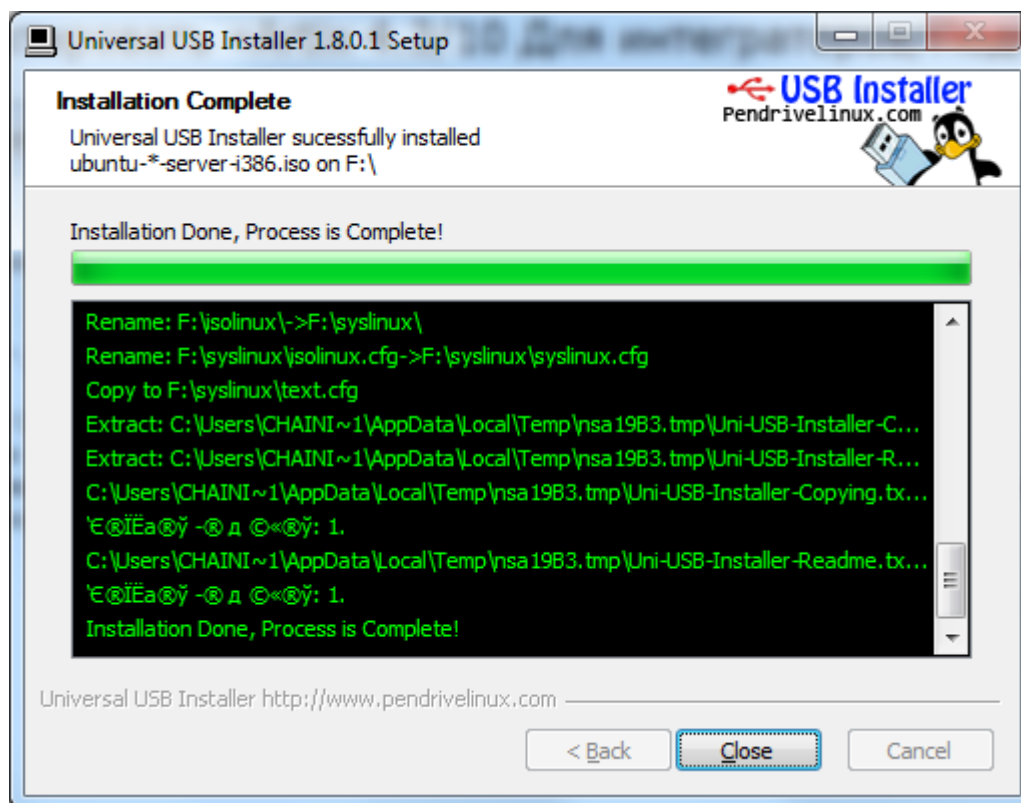 Universal USB Installer 1.8.0.1 Setup
Installation Complete
Universal USB Installer sucessfully installed
ubuntu-*-server-i386.iso on F:\
USB Installer
Pendrivelinux.com
Installation Done, Process is Complete!
Rename: F:\isolinux\->F:\syslinux\
Rename: F:\syslinux\isolinux.cfg->F:\syslinux\syslinux.cfg
Copy to F:\syslinux\text.cfg
Extract: C:\Users\CHAINI~1\AppData\Local\Temp\nsa19B3.tmp\Uni-USB-Installer-C...
Extract: C:\Users\CHAINI~1\AppData\Local\Temp\nsa19B3.tmp\Uni-USB-Installer-R...
C:\Users\CHAINI~1\AppData\Local\Temp\nsa19B3.tmp\Uni-USB-Installer-Copying.tx...
'Є®ЇЁа®ў -® д ©«®ў: 1.
C:\Users\CHAINI~1\AppData\Local\Temp\nsa19B3.tmp\Uni-USB-Installer-Readme.tx...
'Є®ЇЁа®ў -® д ©«®ў: 1.
Installation Done, Process is Complete!
Universal USB Installer http://www.pendrivelinux.com
< Back
Close
Cancel